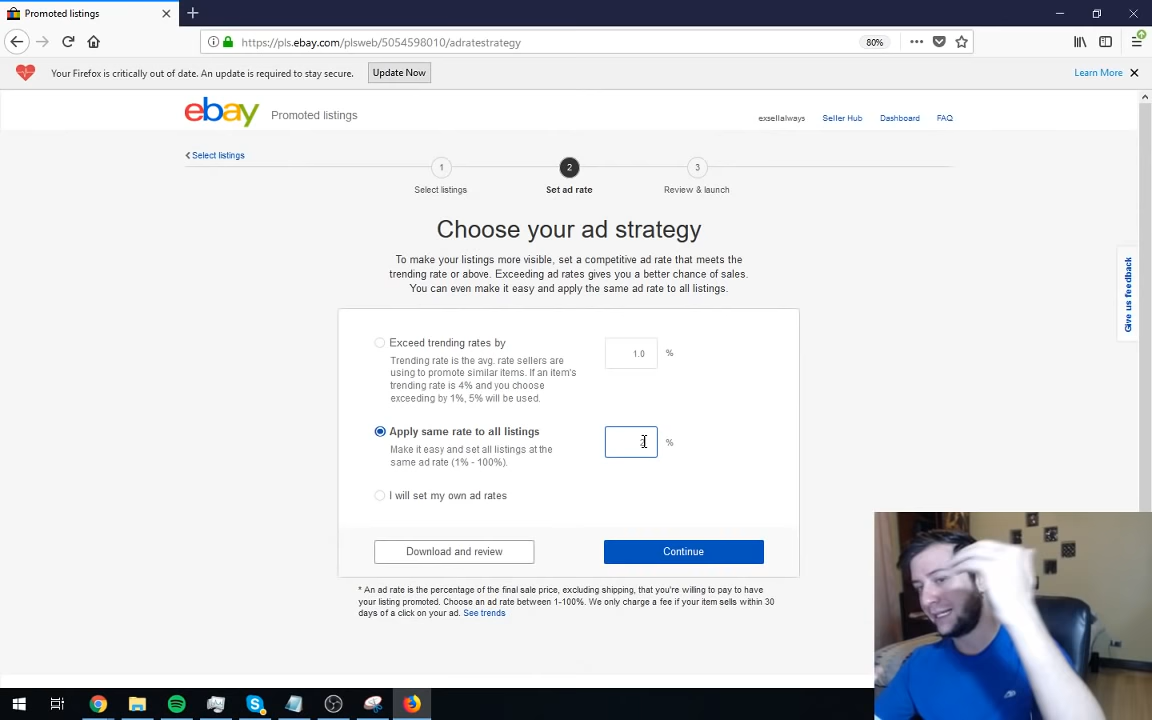 Promoted listings
https://pls.ebay.com/plsweb/5054598010/adratestrategy
80%
Your Firefox is critically out of date. An update is required to stay secure.
Update Now
Learn More
ebay
Promoted listings
exsellalways
Seller Hub
Dashboard
FAQ
Select listings
1
2
3
Select listings
Set ad rate
Review & launch
Choose your ad strategy
To make your listings more visible, set a competitive ad rate that meets the
trending rate or above. Exceeding ad rates gives you a better chance of sales.
You can even make it easy and apply the same ad rate to all listings.
Give us feedback
Exceed trending rates by
1.0 %
Trending rate is the avg. rate sellers are
using to promote similar items. If an item's
trending rate is 4% and you choose
exceeding by 1%, 5% will be used.
Apply same rate to all listings
%
Make it easy and set all listings at the
same ad rate (1% - 100%).
I will set my own ad rates
Download and review
Continue
* An ad rate is the percentage of the final sale price, excluding shipping, that you're willing to pay to have
your listing promoted. Choose an ad rate between 1-100%. We only charge a fee if your item sells within 30
days of a click on your ad. See trends